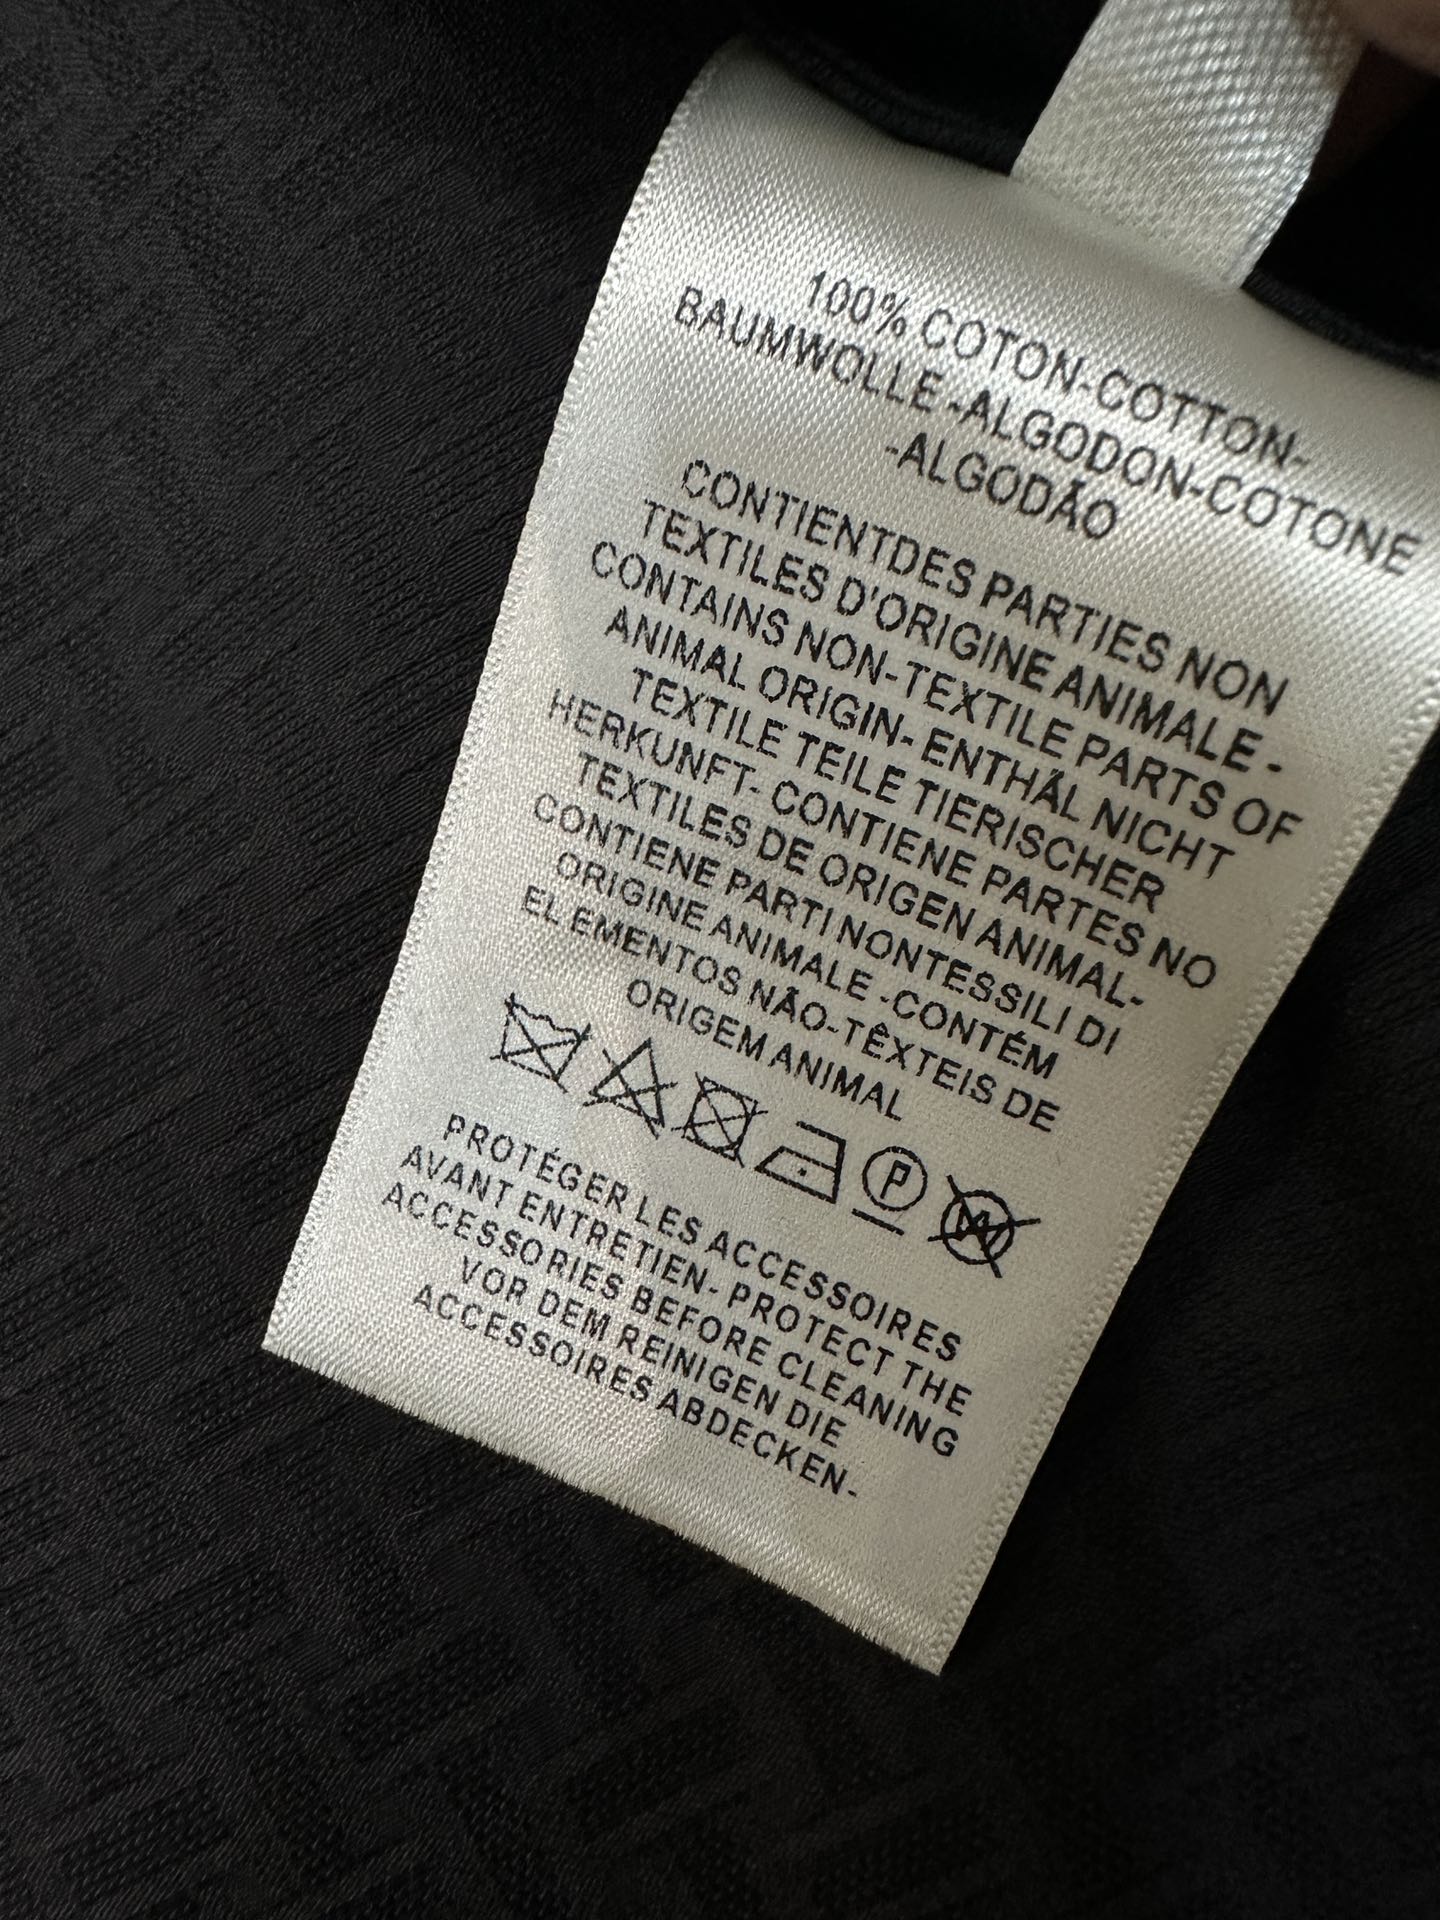 100% COTON-COTTON-
BAUMWOLLE-ALGODON-COTONE
-ALGODÃO
CONTIENTDES PARTIES NON
TEXTILES D'ORIGINE ANIMALE-
CONTAINS NON-TEXTILE PARTS OF
ANIMAL ORIGIN-ENTHÄL NICHT
TEXTILE TEILE TIERISCHER
HERKUNFT- CONTIENE PARTES NO
TEXTILES DE ORIGEN ANIMAL-
CONTIENE PARTI NONTESSILI DI
ORIGINE ANIMALE-CONTÉM
EL EMENTOS NÃO-TÊXTEIS DE
ORIGEM ANIMAL
P
W
PROTÉGER LES ACCESSOIRES
AVANT ENTRETIEN- PROTECT THE
ACCESSORIES BEFORE CLEANING
VOR DEM REINIGEN DIE
ACCESSOIRES ABDECKEN-